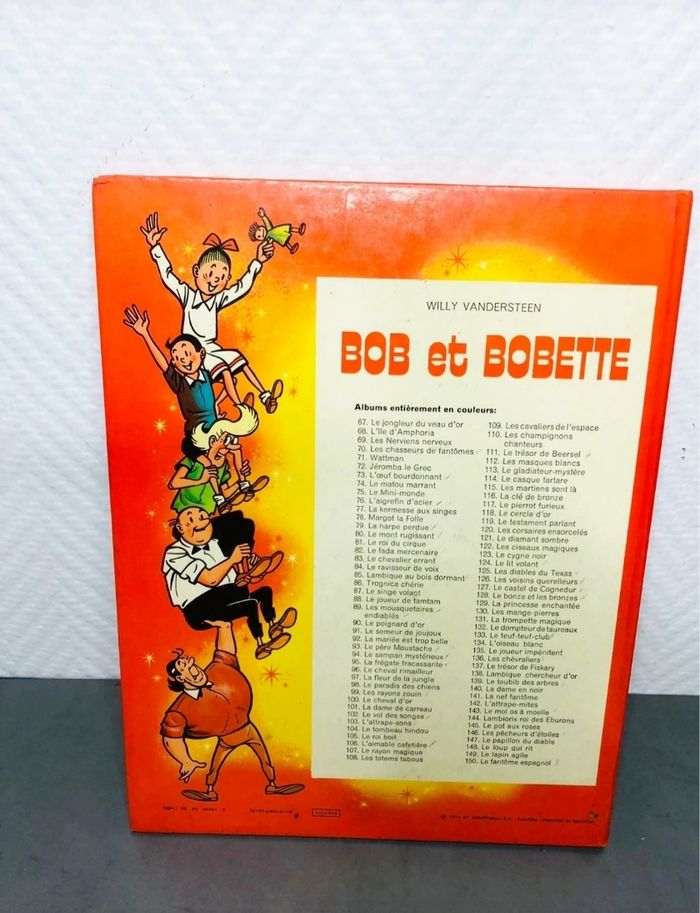 WILLY VANDERSTEEN
BOB et BOBETTE
Albums entièrement en couleurs:
67. Le jongleur du veau d'or
68. L'île d'Amphoria
69. Les Nerviens nerveux
70. Les chasseurs de fantômes
71. Wattman
72. Jéromba le Grec
73. L'œuf bourdonnant
74. Le matou marrant
75. Le Mini-monde
76. L'aigrefin d'acier
77. La kermesse aux singes
78. Margot la Folle
79. La harpe perdue
80. Le mont rugissant
81. Le roi du cirque
82. Le fada mercenaire
83. Le chevalier errant
84. Le ravisseur de voix
85. Lambique au bois dormant
86. Trognica chérie
87. Le singe volant
88. Le joueur de tamtam
89. Les mousquetaires
endiablés
90. Le poignard d'or
91. Le semeur de joujoux
92. La mariée est trop belle
93. Le père Moustache
94. Le sampan mystérieux
95. La frégate fracassante
96. Le cheval rimailleur
97. La fleur de la jungle
98. Le paradis des chiens
99. Les rayons zouin
100. Le cheval d'or
101. La dame de carreau
102. Le vol des songes
103. L'attrape-sons
104. Le tombeau hindou
105. Le roi boit
106. L'aimable cafetière
107. Le rayon magique
108. Les totems tabous
109. Les cavaliers de l'espace
110. Les champignons
chanteurs
111. Le trésor de Beersel
112. Les masques blancs
113. Le gladiateur-mystère
114. Le casque tartare
115. Les martiens sont là
116. La clé de bronze
117. Le pierrot furieux
118. Le cercle d'or
119. Le testament parlant
120. Les corsaires ensorcelés
121. Le diamant sombre
122. Les ciseaux magiques
123. Le cygne noir
124. Le lit volant
125. Les diables du Texas
126. Les voisins querelleurs
127. Le castel de Cognedur
128. Le bonze et les bronzes
129. La princesse enchantée
130. Les mange-pierres
131. La trompette magique
132. Le dompteur de taureaux
133. Le teuf-teuf-club
134. L'oiseau blanc
135. Le joueur impénitent
136. Les chèvraliers
137. Le trésor de Fiskary
138. Lambique chercheur d'or
139. Le toubib des arbres
140. La dame en noir
141. La nef fantôme
142. L'attrape-mites
143. Le mol os à moelle
144. Lambiorix roi des Eburons
145. Le pot aux roses
146. Les pêcheurs d'étoiles
147. Le papillon du diable
148. Le loup qui rit
149. Le lapin agile
150. Le fantôme espagnol